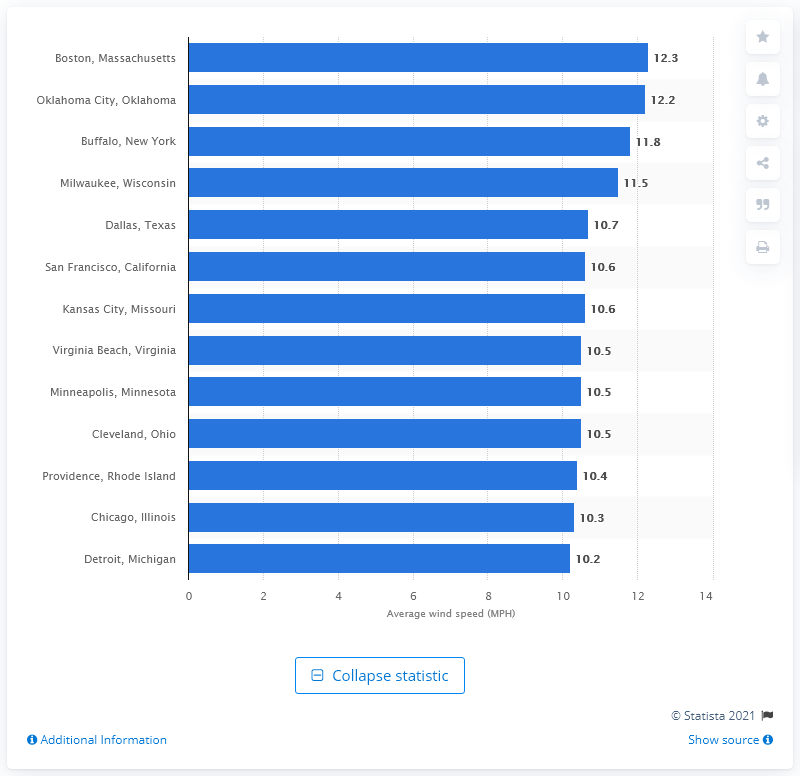 Boston, Massachusetts 12.3
Oklahoma City, Oklahoma 12.2
Buffalo, New York 11.8
Milwaukee, Wisconsin 11.5
Dallas, Texas 10.7
San Francisco, California 10.6
Kansas City, Missouri 10.6
Virginia Beach, Virginia 10.5
Minneapolis, Minnesota 10.5
Cleveland, Ohio 10.5
Providence, Rhode Island 10.4
Chicago, Illinois 10.3
Detroit, Michigan 10.2
0 2 4 6 8 10 12 14
Average wind speed (MPH)
Collapse statistic
© Statista 2021
Additional Information Show source